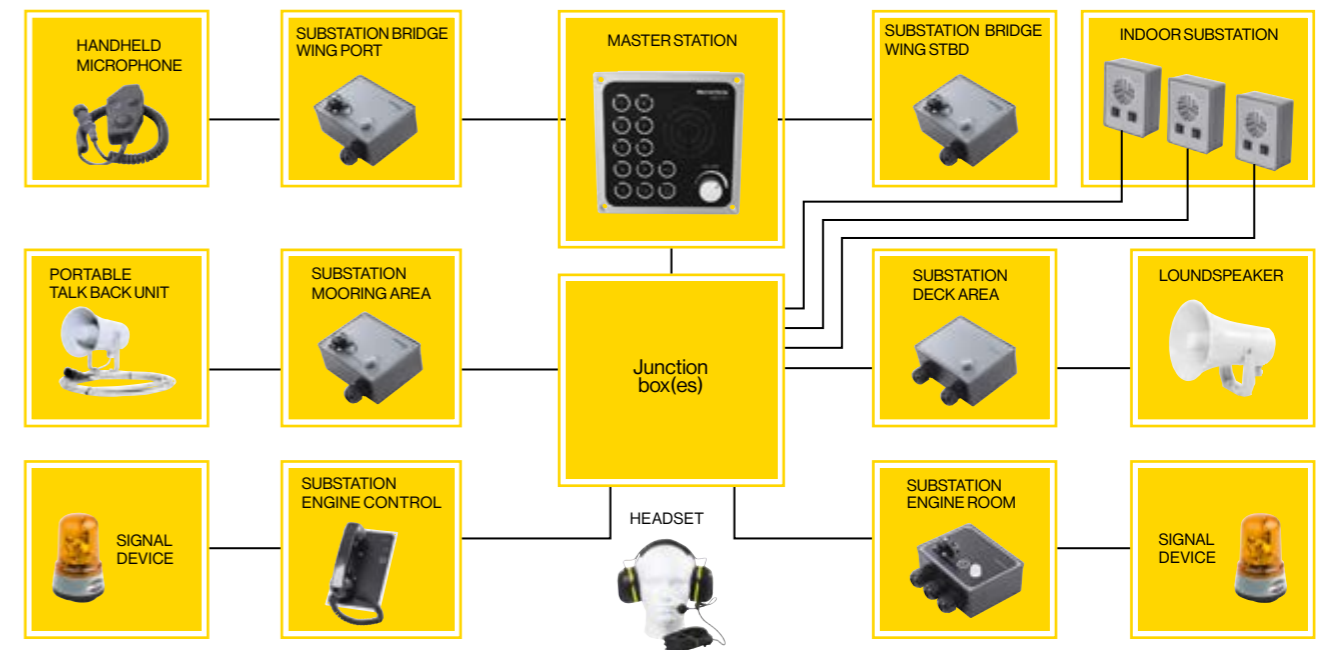 HANDHELD
MICROPHONE
SUBSTATION BRIDGE
WING PORT
MASTER STATION
SUBSTATION BRIDGE
WING STBD
INDOOR SUBSTATION
PORTABLE
TALK BACK UNIT
SUBSTATION
MOORING AREA
Junction
box(es)
SUBSTATION
DECK AREA
LOUNDSPEAKER
SIGNAL
DEVICE
SUBSTATION
ENGINE CONTROL
HEADSET
SUBSTATION
ENGINE ROOM
SIGNAL
DEVICE